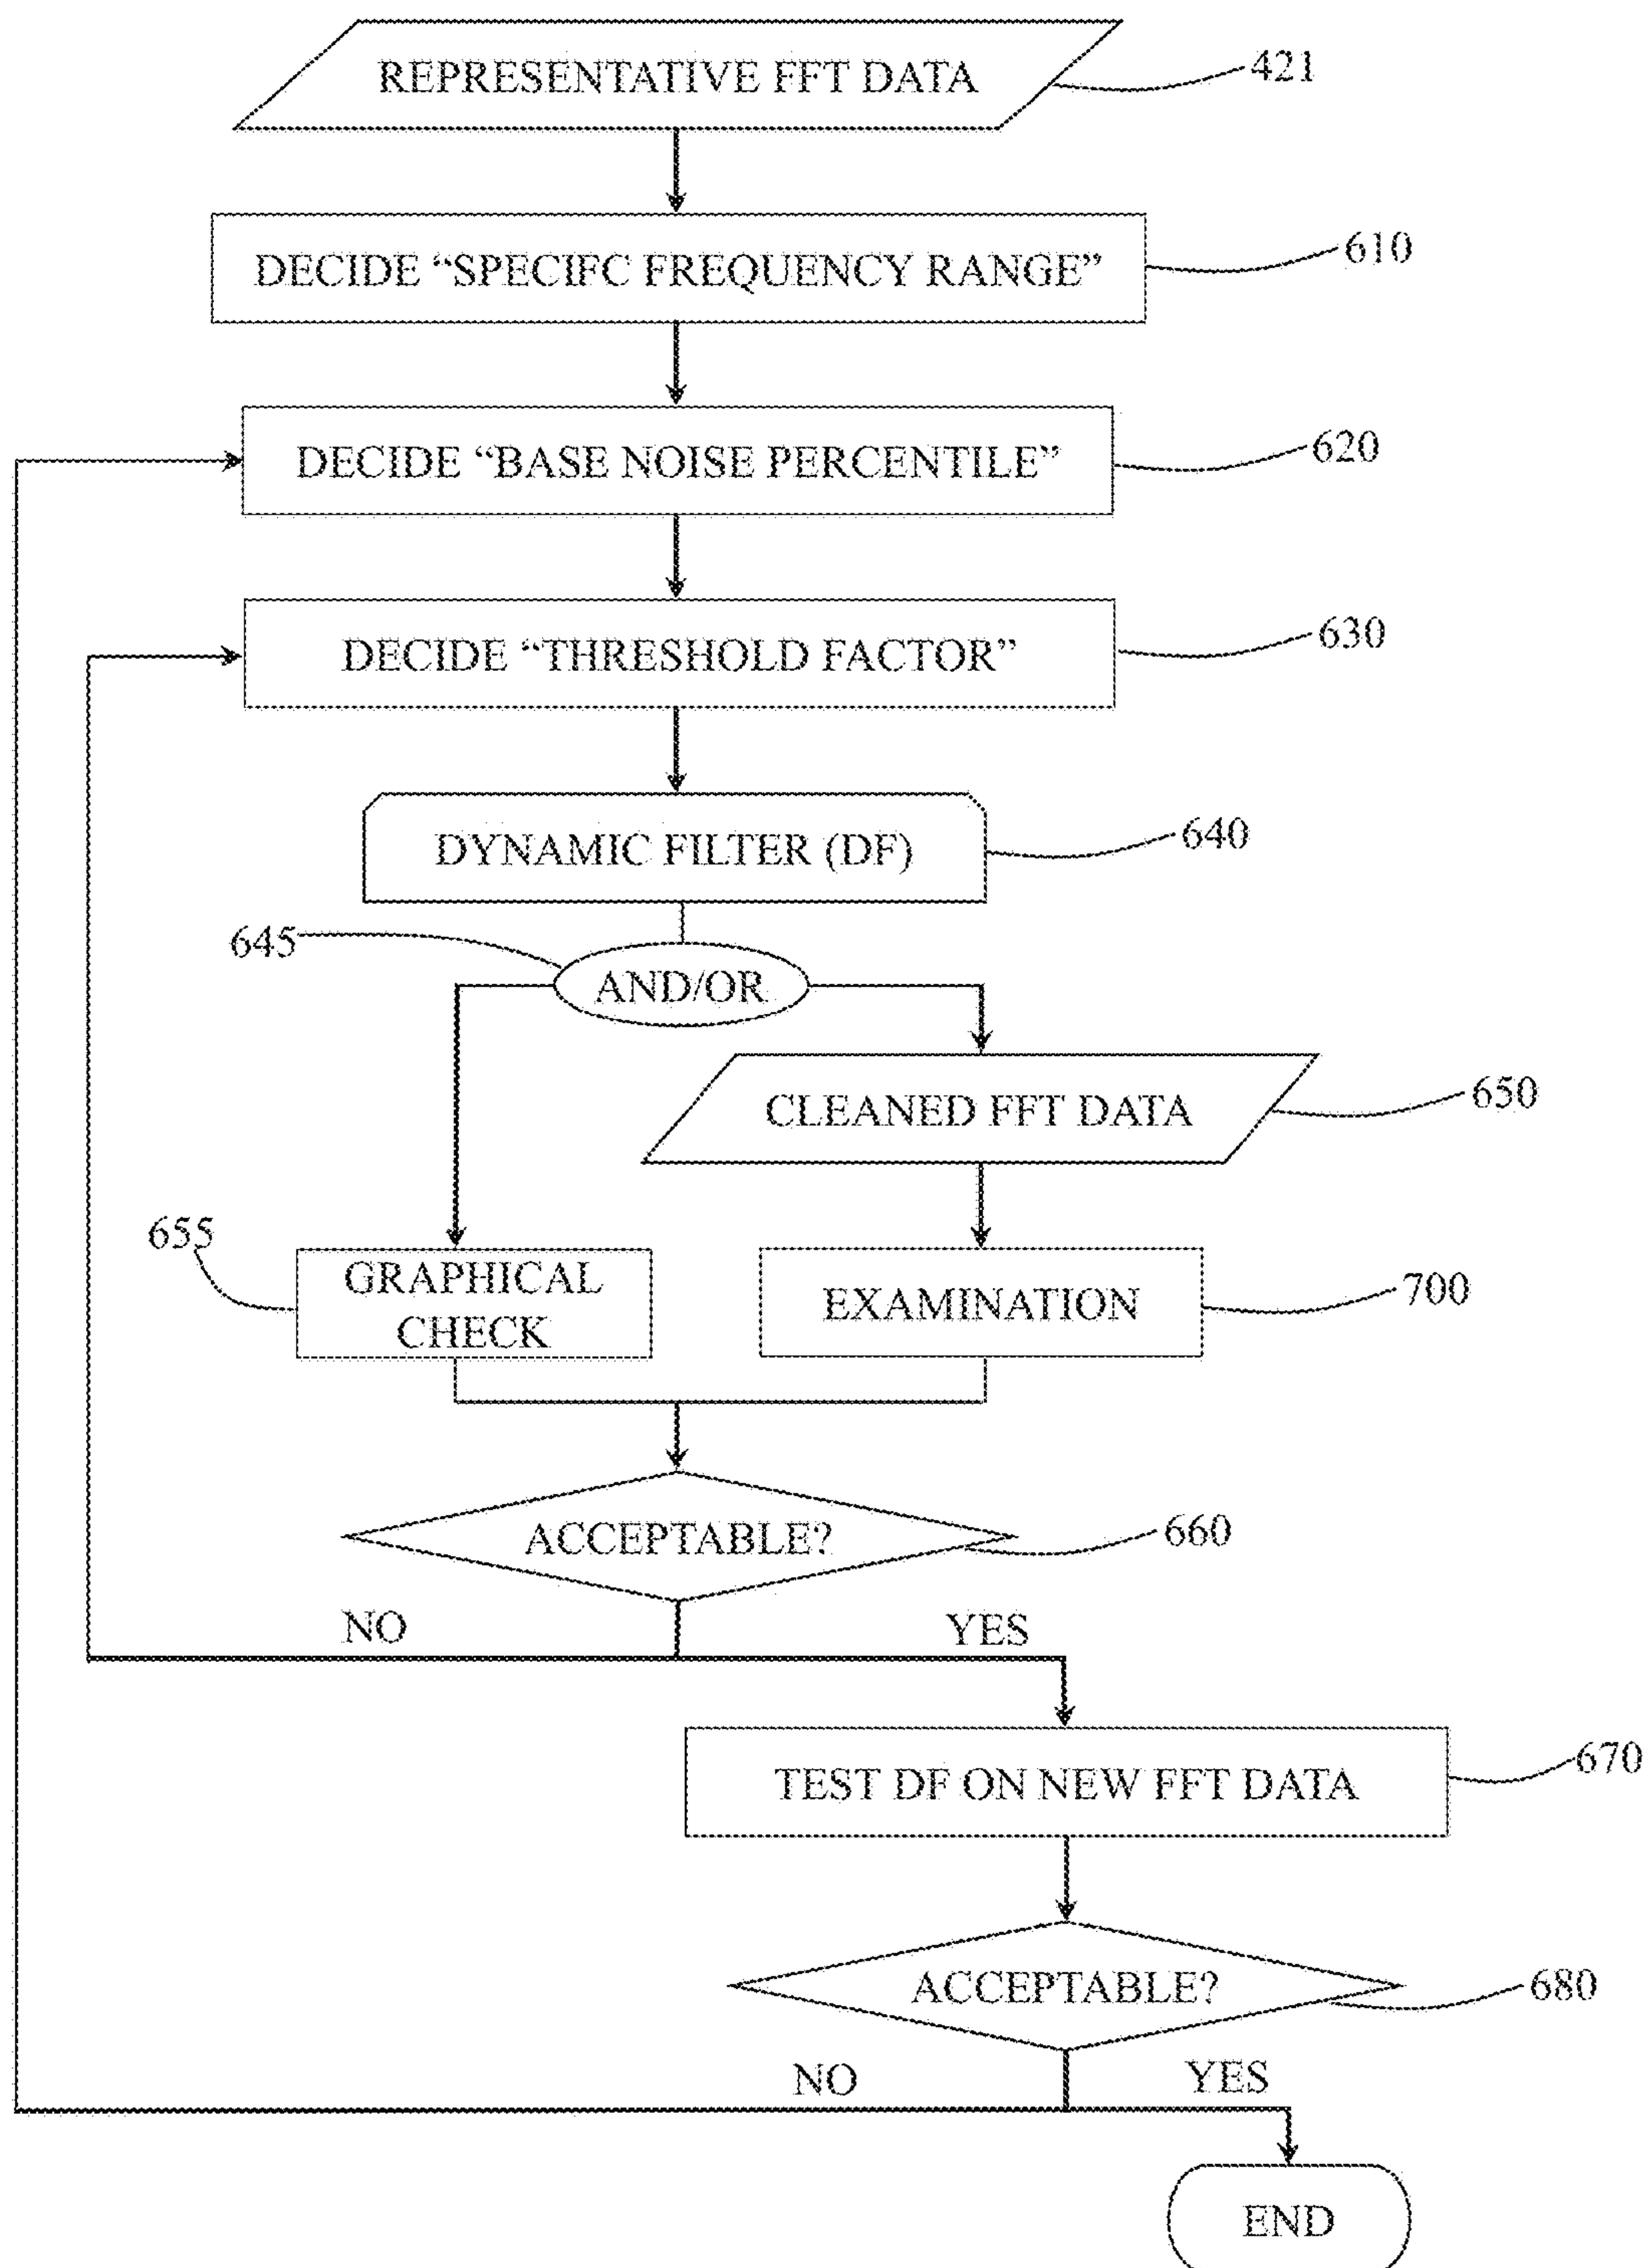 REPRESENTATIVE FFT DATA
421
DECIDE “SPECIFC FREQUENCY RANGE”
610
DECIDE “BASE NOISE PERCENTILE”
620
DECIDE “THRESHOLD FACTOR”
630
DYNAMIC FILTER (DF)
640
645
AND/OR
CLEANED FFT DATA
650
655
GRAPHICAL
CHECK
EXAMINATION
700
ACCEPTABLE?
660
NO
YES
TEST DF ON NEW FFT DATA
670
ACCEPTABLE?
680
NO
YES
END